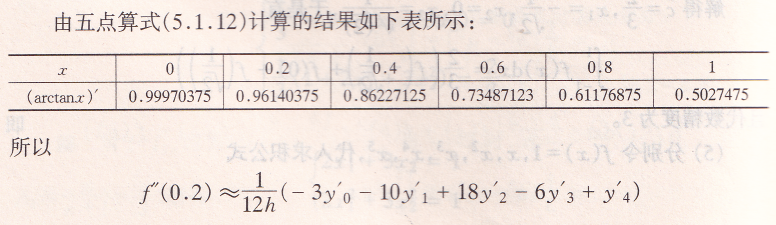 由五点算式(5.1.12)计算的结果如下表所示：
x 0 0.2 0.4 0.6 0.8 1
(arctanx)′ 0.99970375 0.96140375 0.86227125 0.73487123 0.61176875 0.5027475
所以
f″(0.2) ≈ 1/12h (− 3y′₀ − 10y′₁ + 18y′₂ − 6y′₃ + y′₄)